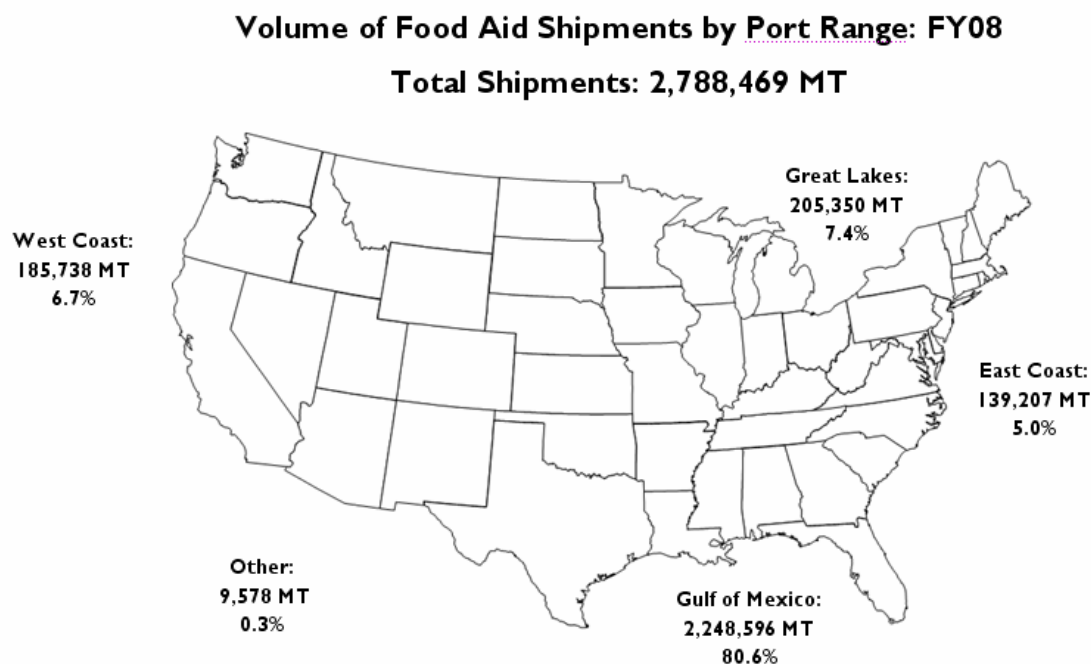 Volume of Food Aid Shipments by Port Range: FY08
Total Shipments: 2,788,469 MT
Great Lakes:
205,350 MT
7.4%
West Coast:
185,738 MT
6.7%
East Coast:
139,207 MT
5.0%
Other:
9,578 MT
0.3%
Gulf of Mexico:
2,248,596 MT
80.6%